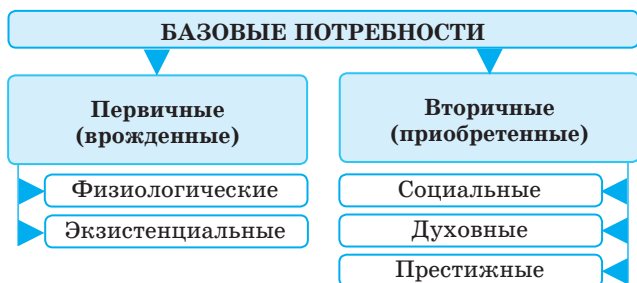 БАЗОВЫЕ ПОТРЕБНОСТИ
Первичные
(врожденные)
Физиологические
Экзистенциальные
Вторичные
(приобретенные)
Социальные
Духовные
Престижные